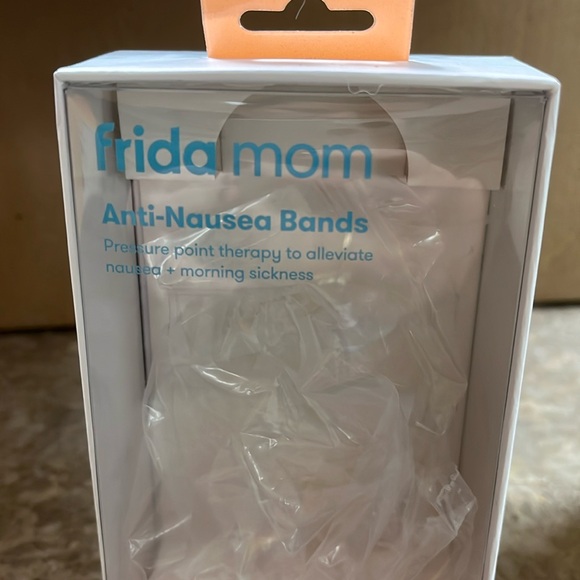 frida mom
Anti-Nausea Bands
Pressure point therapy to alleviate
nausea + morning sickness